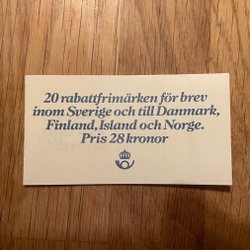 20 rabattfrimärken för brev
inom Sverige och till Danmark,
Finland, Island och Norge.
Pris 28 kronor